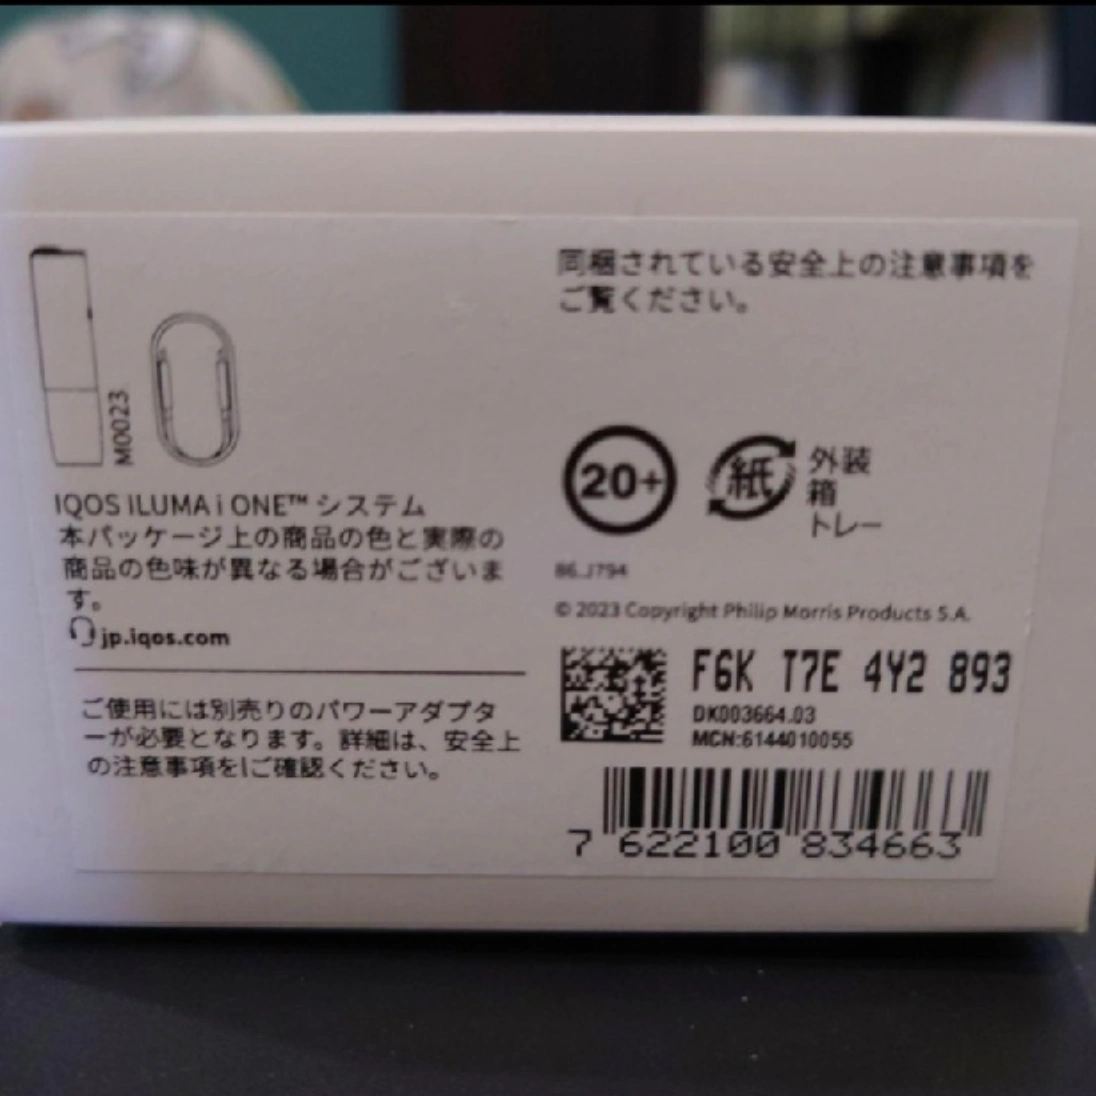 M0023
IQOS ILUMA i ONE™ システム
本パッケージ上の商品の色と実際の
商品の色味が異なる場合がございま
す。
jp.iqos.com
ご使用には別売りのパワーアダプタ
ーが必要となります。詳細は、安全上
の注意事項をご確認ください。
同梱されている安全上の注意事項を
ご覧ください。
20+
紙
外装
箱
トレー
86.J794
© 2023 Copyright Philip Morris Products S.A.
F6K T7E 4Y2 893
DK003664.03
MCN:6144010055
7 622100 834663